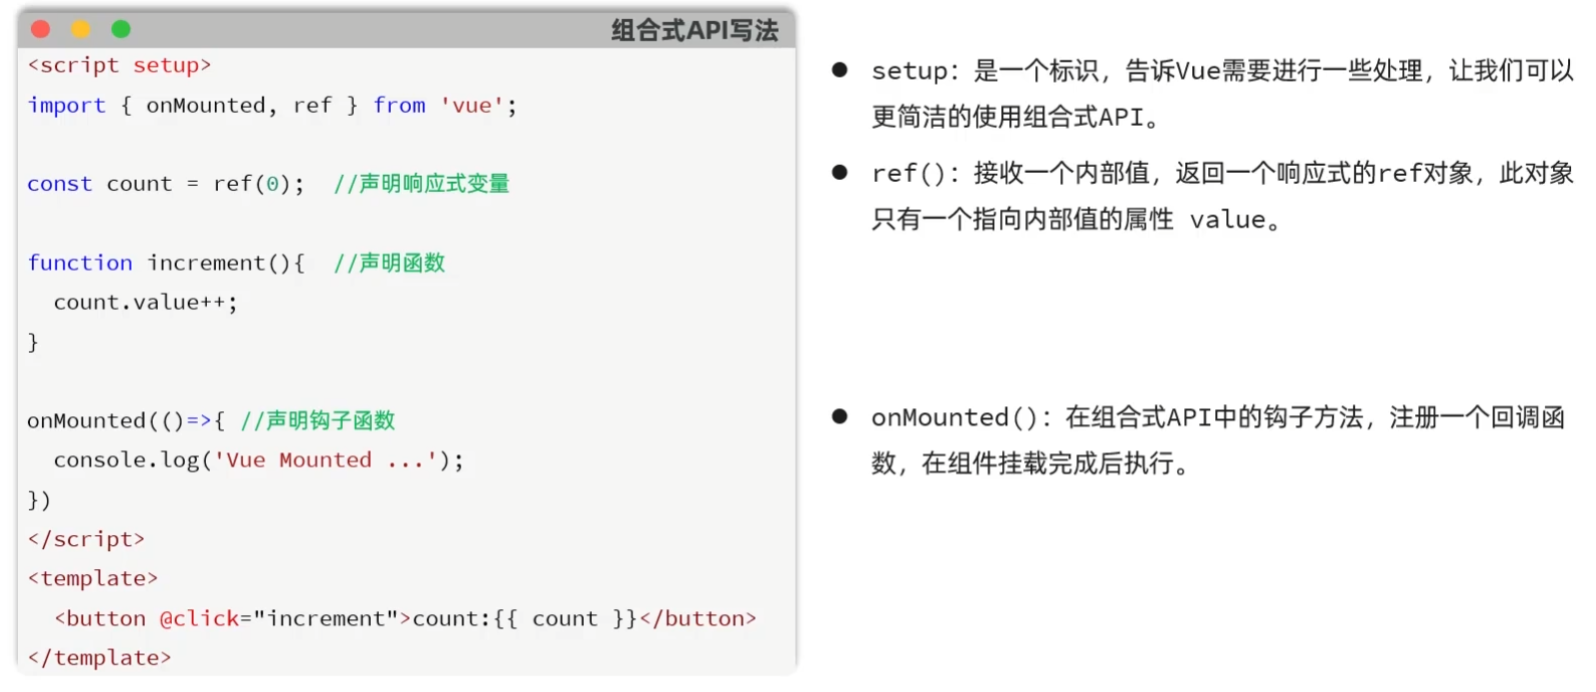 组合式API写法
<script setup>
import { onMounted, ref } from 'vue';
const count = ref(0);  //声明响应式变量
function increment(){  //声明函数
  count.value++;
}
onMounted(()=>{ //声明钩子函数
  console.log('Vue Mounted ...');
})
</script>
<template>
  <button @click="increment">count:{{ count }}</button>
</template>
● setup：是一个标识，告诉Vue需要进行一些处理，让我们可以
更简洁的使用组合式API。
● ref()：接收一个内部值，返回一个响应式的ref对象，此对象
只有一个指向内部值的属性 value。
● onMounted()：在组合式API中的钩子方法，注册一个回调函
数，在组件挂载完成后执行。